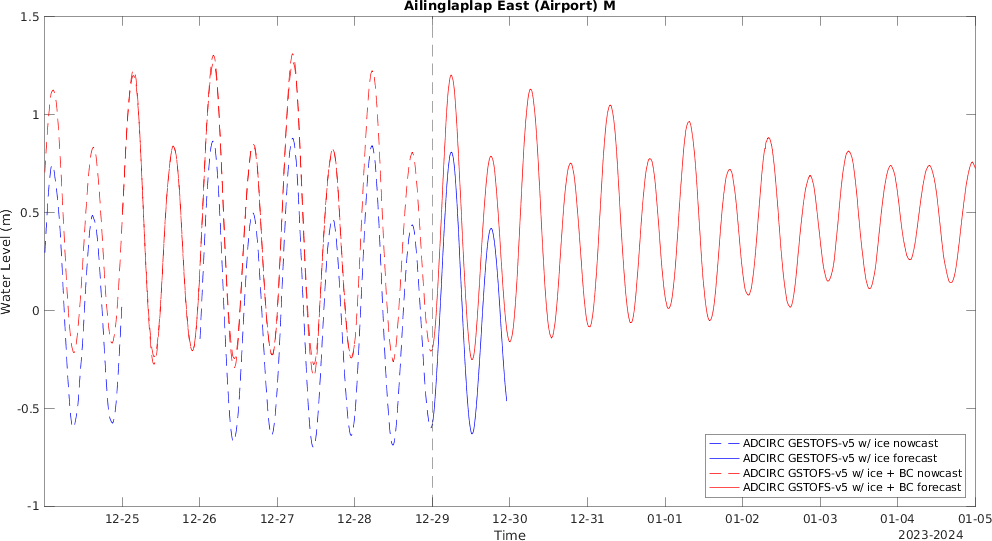 Ailinglaplap East (Airport) M
Water Level (m)
1.5
1
0.5
0
-0.5
-1
ADCIRC GESTOFS-v5 w/ ice nowcast
ADCIRC GESTOFS-v5 w/ ice forecast
ADCIRC GSTOFS-v5 w/ ice + BC nowcast
ADCIRC GSTOFS-v5 w/ ice + BC forecast
12-25 12-26 12-27 12-28 12-29 12-30 12-31 01-01 01-02 01-03 01-04 01-05
Time
2023-2024